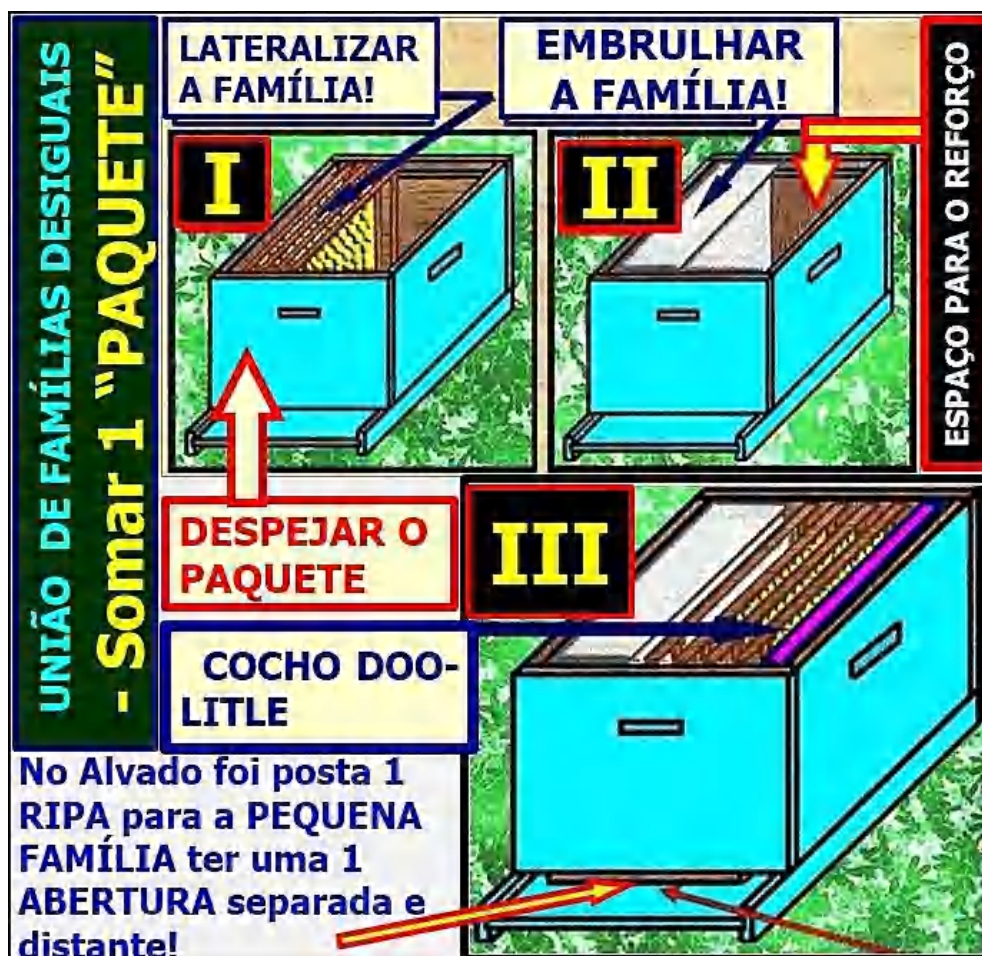 UNIÃO DE FAMÍLIAS DESIGUAIS
- Somar 1 “PAQUETE”
LATERALIZAR
A FAMÍLIA!
EMBRULHAR
A FAMÍLIA!
I
II
ESPAÇO PARA O REFORÇO
DESPEJAR O
PAQUETE
III
COCHO DOO-
LITLE
No Alvado foi posta 1
RIPA para a PEQUENA
FAMÍLIA ter uma 1
ABERTURA separada e
distante!